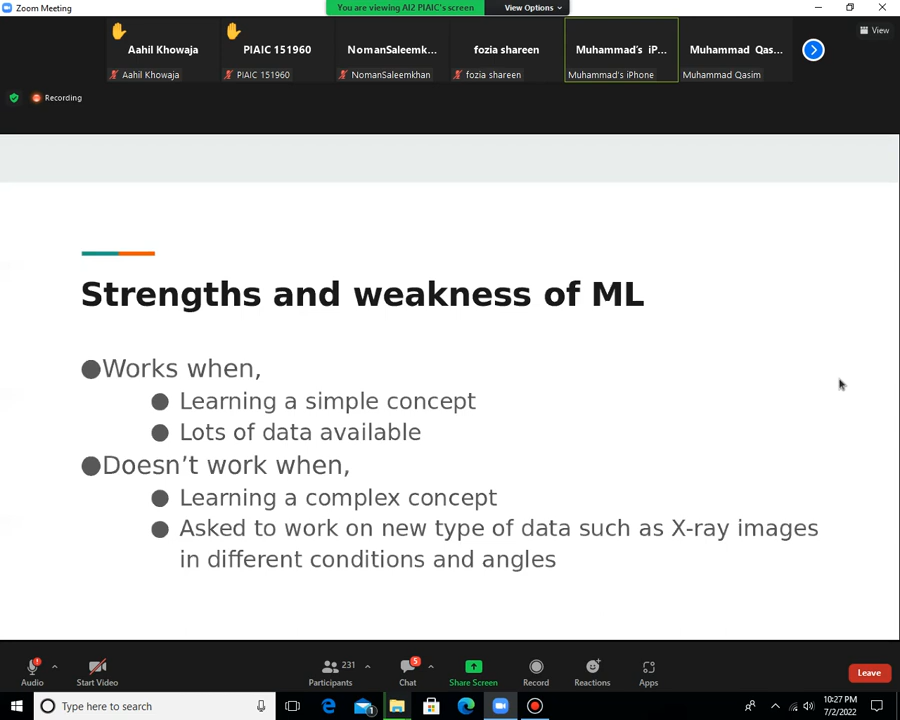 Zoom Meeting
You are viewing AI2 PIAIC's screen
View Options
Aahil Khowaja
PIAIC 151960
NomanSaleemk...
fozia shareen
Muhammad's iP...
Muhammad Qas...
Aahil Khowaja
PIAIC 151960
NomanSaleemkhan
fozia shareen
Muhammad's iPhone
Muhammad Qasim
View
Recording
Strengths and weakness of ML
●Works when,
● Learning a simple concept
● Lots of data available
●Doesn't work when,
● Learning a complex concept
● Asked to work on new type of data such as X-ray images
in different conditions and angles
Audio
Start Video
231
Participants
5
Chat
Share Screen
Record
Reactions
Apps
Leave
Type here to search
1
10:27 PM
7/2/2022